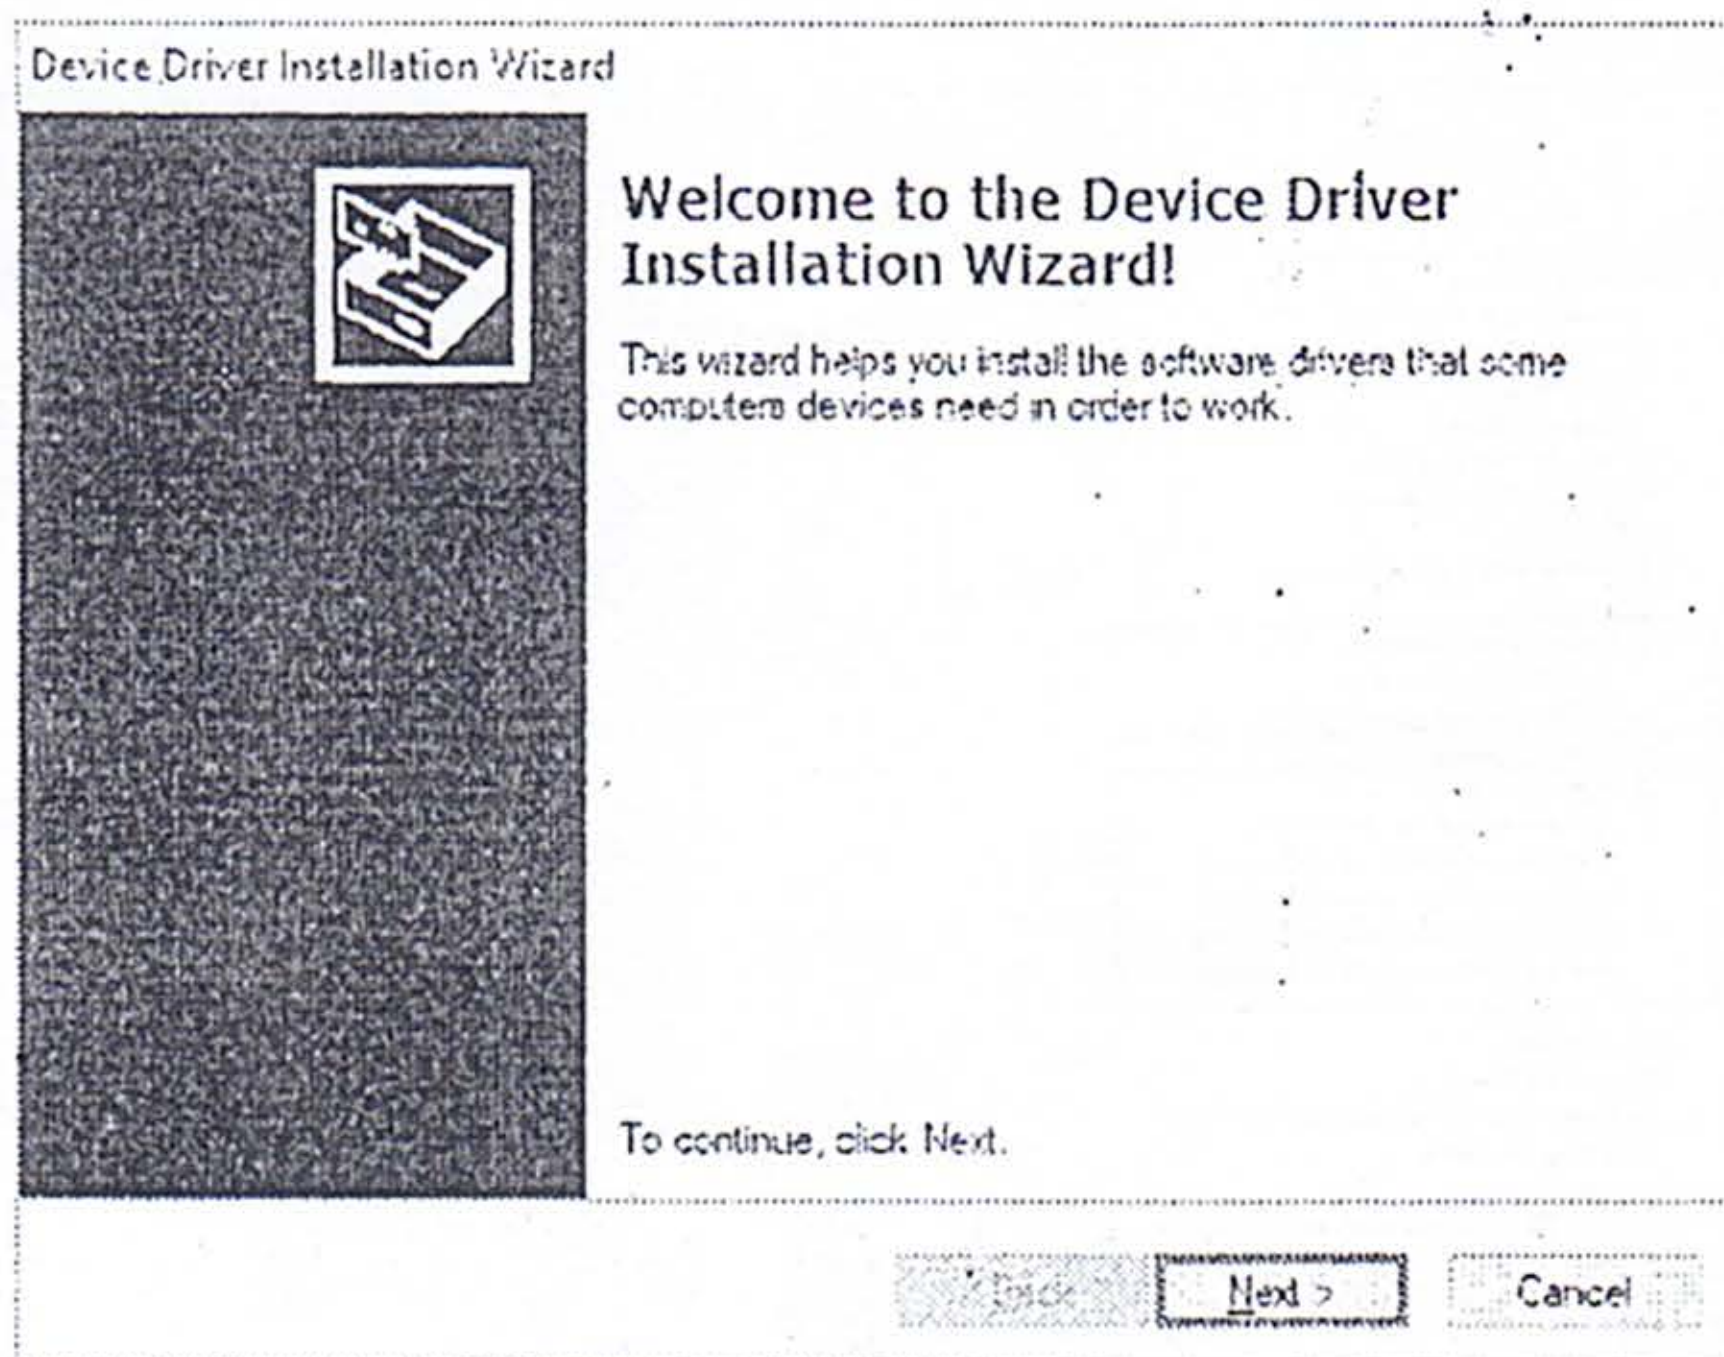 Device Driver Installation Wizard
Welcome to the Device Driver
Installation Wizard!
This wizard helps you install the software drivers that some
computers devices need in order to work.
To continue, click Next.
< Back
Next >
Cancel